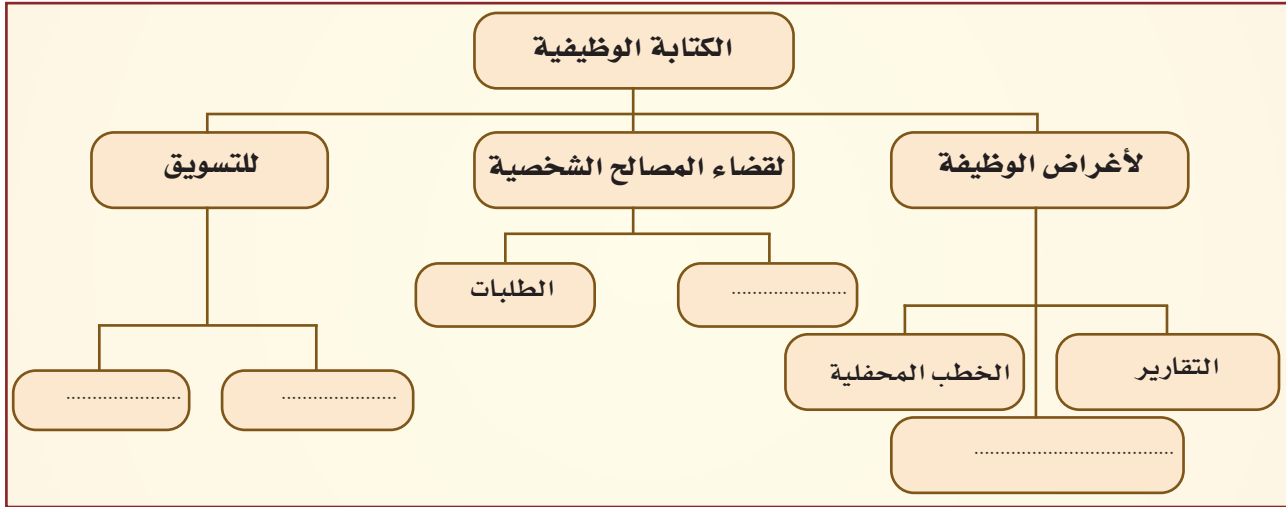 الكتابة الوظيفية
لأغراض الوظيفة
لقضاء المصالح الشخصية
للتسويق
......................
الطلبات
التقارير
الخطب المحفلية
......................
......................
......................................